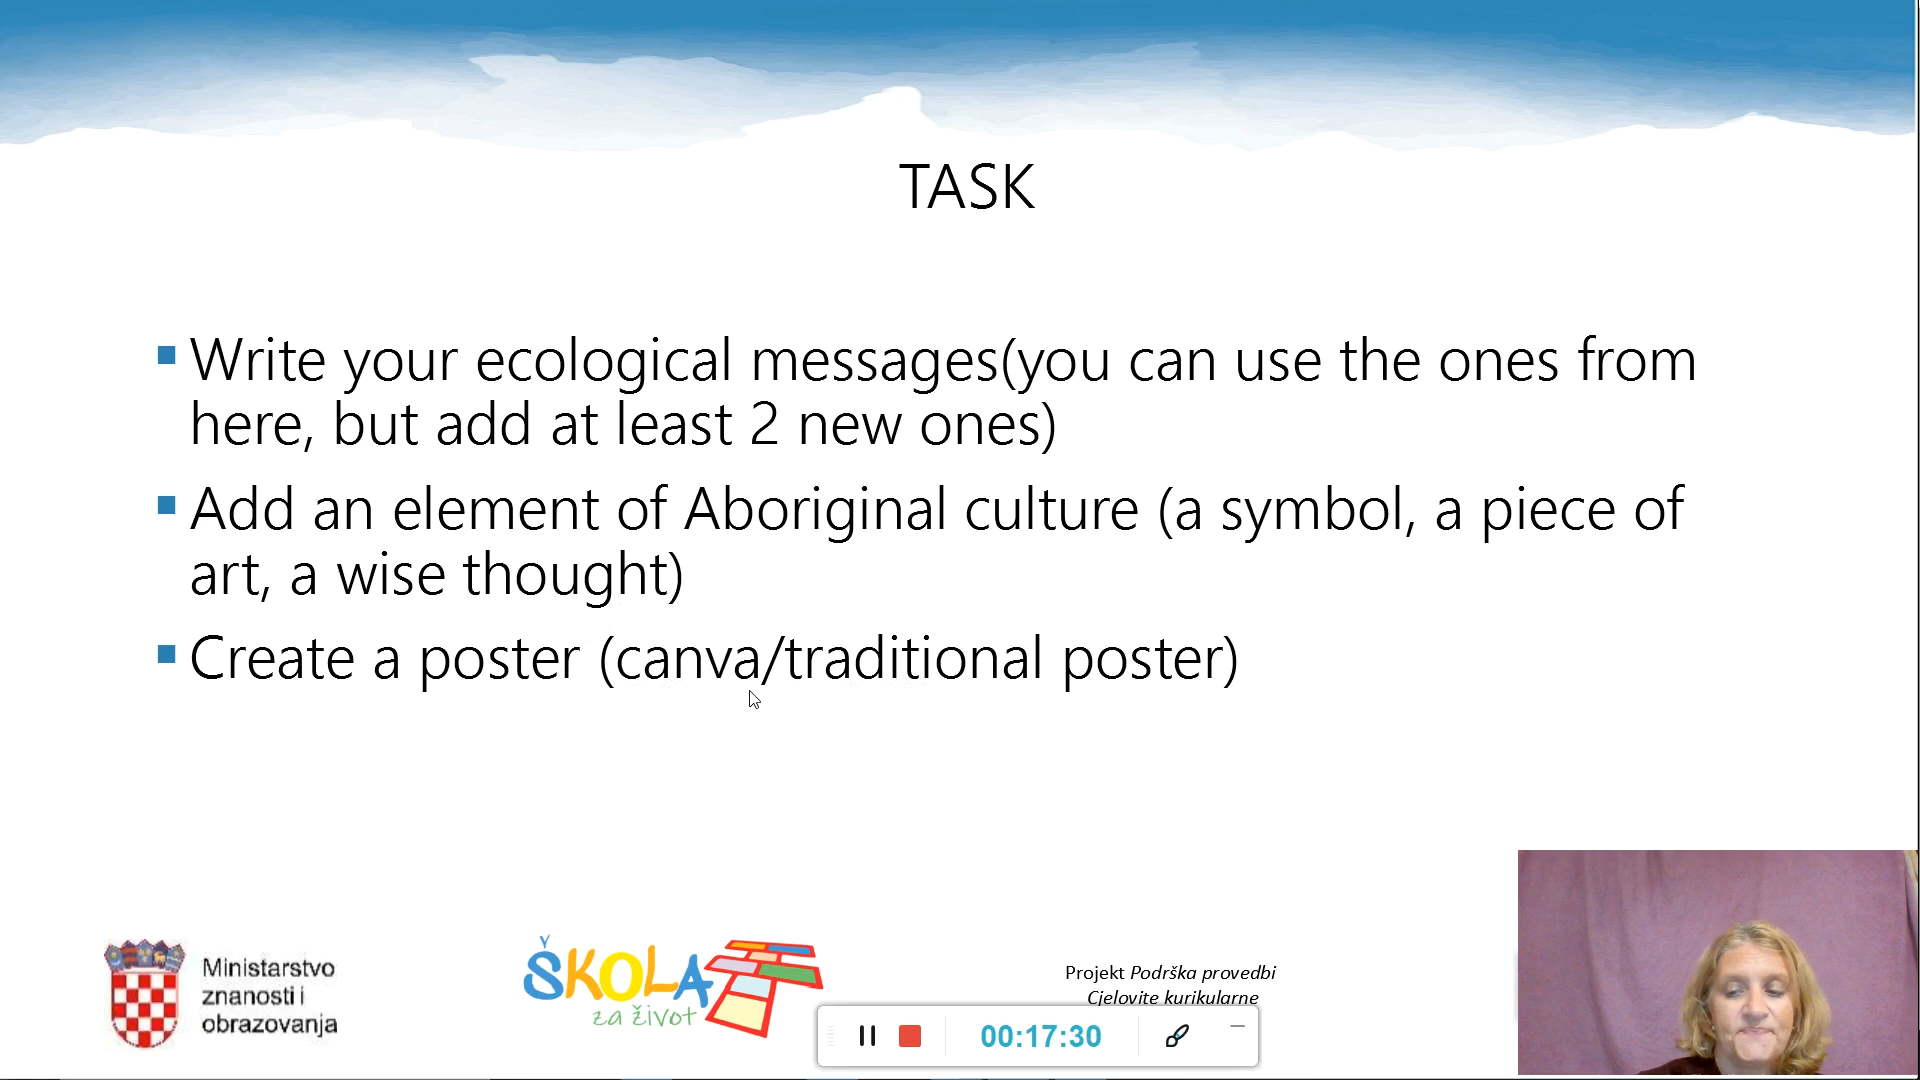 TASK
Write your ecological messages(you can use the ones from
here, but add at least 2 new ones)
Add an element of Aboriginal culture (a symbol, a piece of
art, a wise thought)
Create a poster (canva/traditional poster)
Ministarstvo
znanosti i
obrazovanja
ŠKOLA
za život
Projekt Podrška provedbi
Cjelovite kurikularne
00:17:30